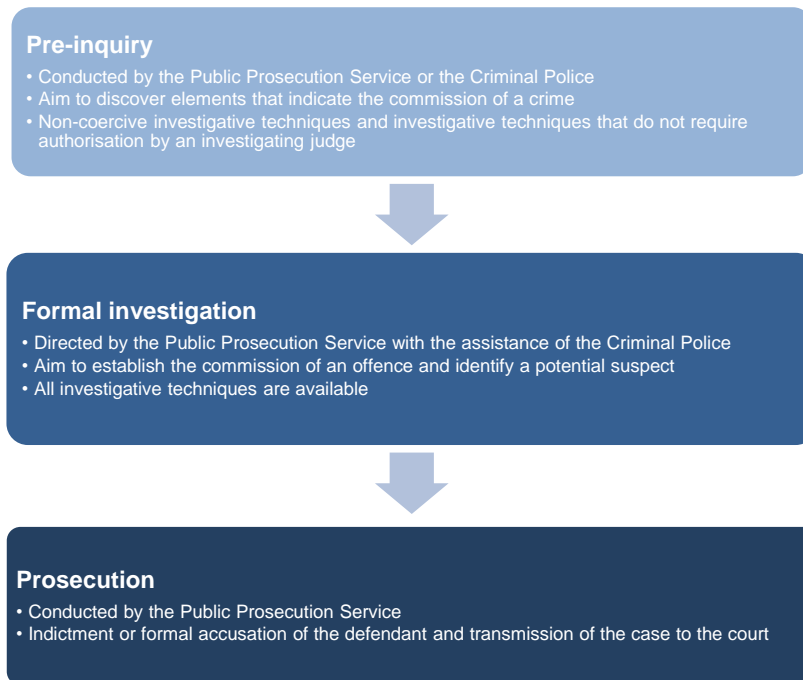 Pre-inquiry
• Conducted by the Public Prosecution Service or the Criminal Police
• Aim to discover elements that indicate the commission of a crime
• Non-coercive investigative techniques and investigative techniques that do not require
authorisation by an investigating judge
Formal investigation
• Directed by the Public Prosecution Service with the assistance of the Criminal Police
• Aim to establish the commission of an offence and identify a potential suspect
• All investigative techniques are available
Prosecution
• Conducted by the Public Prosecution Service
• Indictment or formal accusation of the defendant and transmission of the case to the court